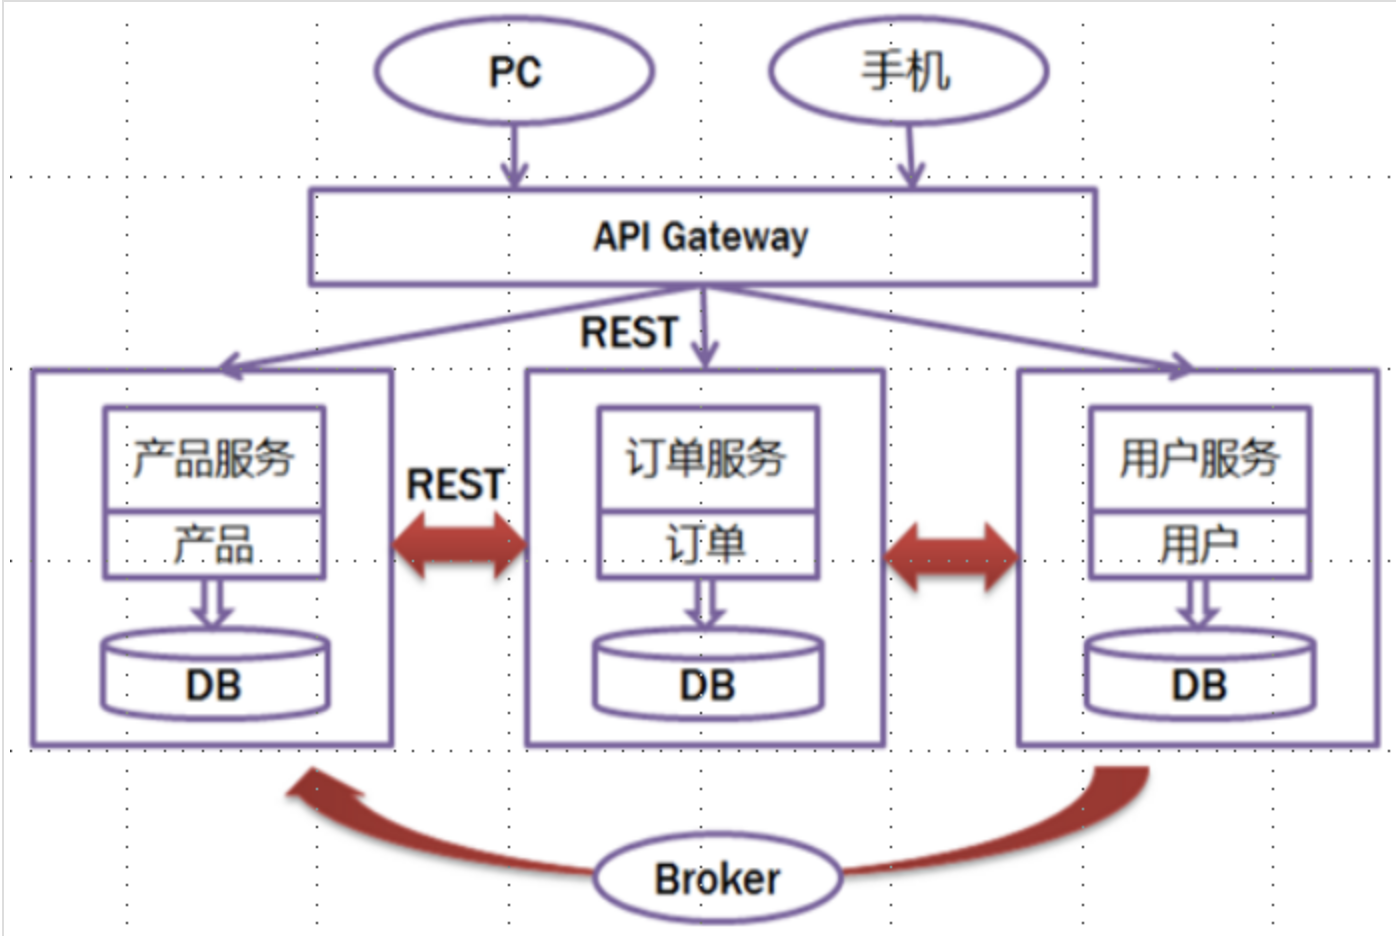 PC
手机
API Gateway
REST
产品服务
产品
DB
REST
订单服务
订单
DB
用户服务
用户
DB
Broker